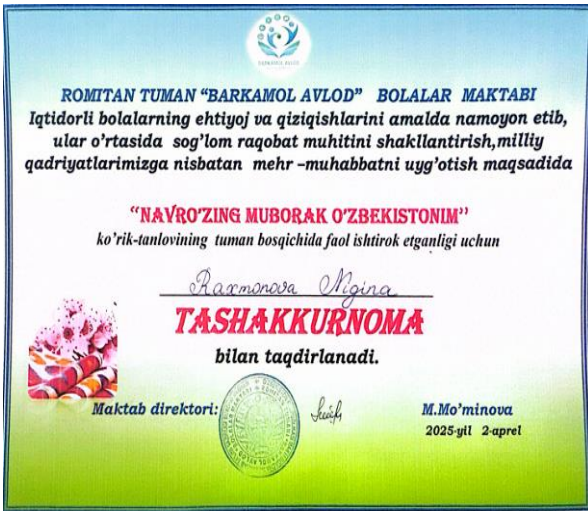 BARKAMOL AVLOD
ROMITAN TUMAN "BARKAMOL AVLOD" BOLALAR MAKTABI
Iqtidorli bolalarning ehtiyoj va qiziqishlarini amalda namoyon etib,
ular o'rtasida sog'lom raqobat muhitini shakllantirish,milliy
qadriyatlarimizga nisbatan mehr –muhabbatni uyg'otish maqsadida
"NAVRO'ZING MUBORAK O'ZBEKISTONIM"
ko'rik-tanlovining tuman bosqichida faol ishtirok etganligi uchun
Raxmonova Nigina
TASHAKKURNOMA
bilan taqdirlanadi.
Maktab direktori:
M.Mo'minova
2025-yil 2-aprel